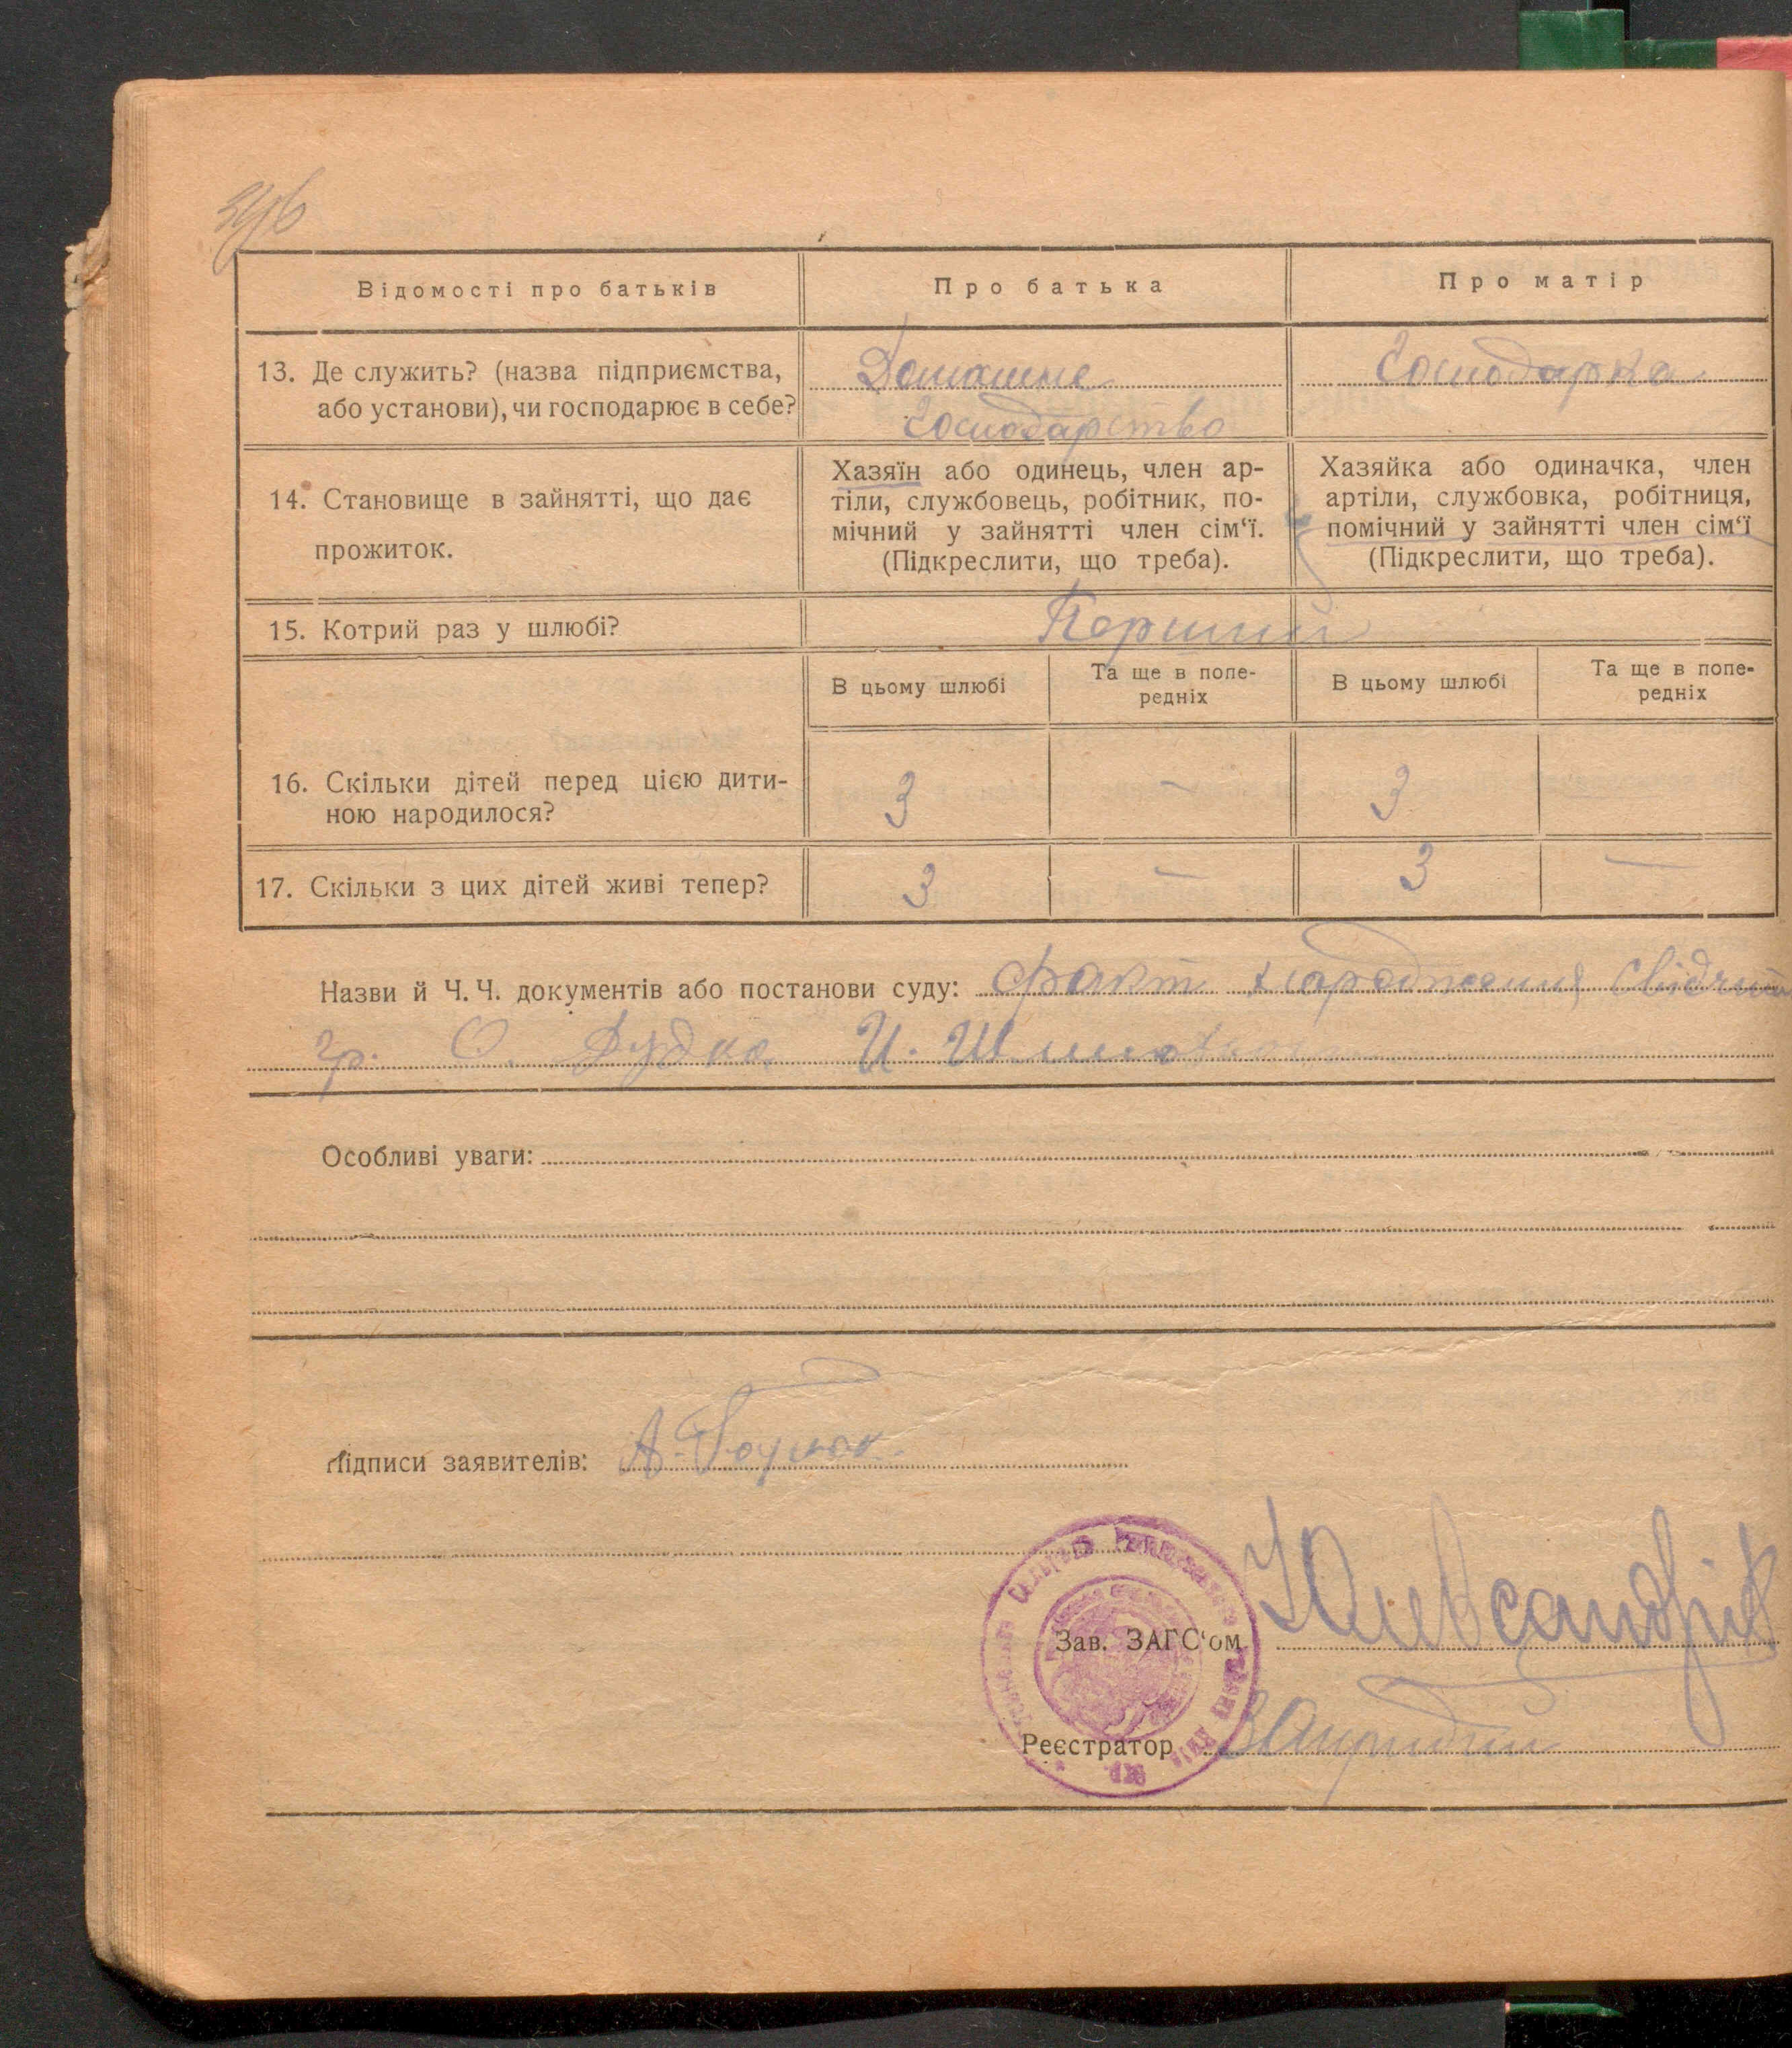 Відомості про батьків
Про батька
Про матір
13. Де служить? (назва підприємства,
або установи), чи господарює в себе?
Домашне
Господарство
Господарка
14. Становище в зайнятті, що дає
прожиток.
Хазяїн або одинець, член ар-
тіли, службовець, робітник, по-
мічний у зайнятті член сім‘ї.
(Підкреслити, що треба).
Хазяйка або одиначка, член
артіли, службовка, робітниця,
помічний у зайнятті член сім‘ї
(Підкреслити, що треба).
15. Котрий раз у шлюбі?
Перший
В цьому шлюбі
Та ще в попе-
редніх
В цьому шлюбі
Та ще в попе-
редніх
16. Скільки дітей перед цією дити-
ною народилося?
3 — 3 —
17. Скільки з цих дітей живі тепер?
3 — 3 —
Назви й Ч. Ч. документів або постанови суду: факт народження свідчить
гр. О. Дудка И.
Особливі уваги:
Підписи заявителів: А.
Зав. ЗАГС‘ом
Реєстратор